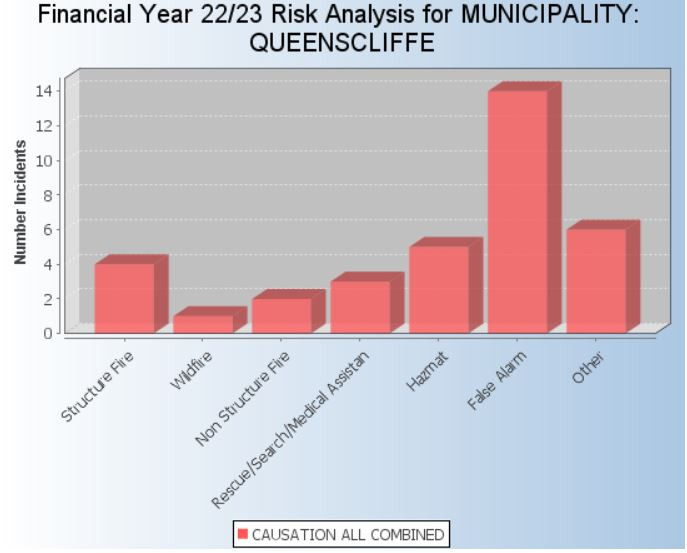 Financial Year 22/23 Risk Analysis for MUNICIPALITY:
QUEENSCLIFFE
Number Incidents
14
12
10
8
6
4
2
0
Structure Fire
Wildfire
Non Structure Fire
Rescue/Search/Medical Assistan
Hazmat
False Alarm
Other
CAUSATION ALL COMBINED